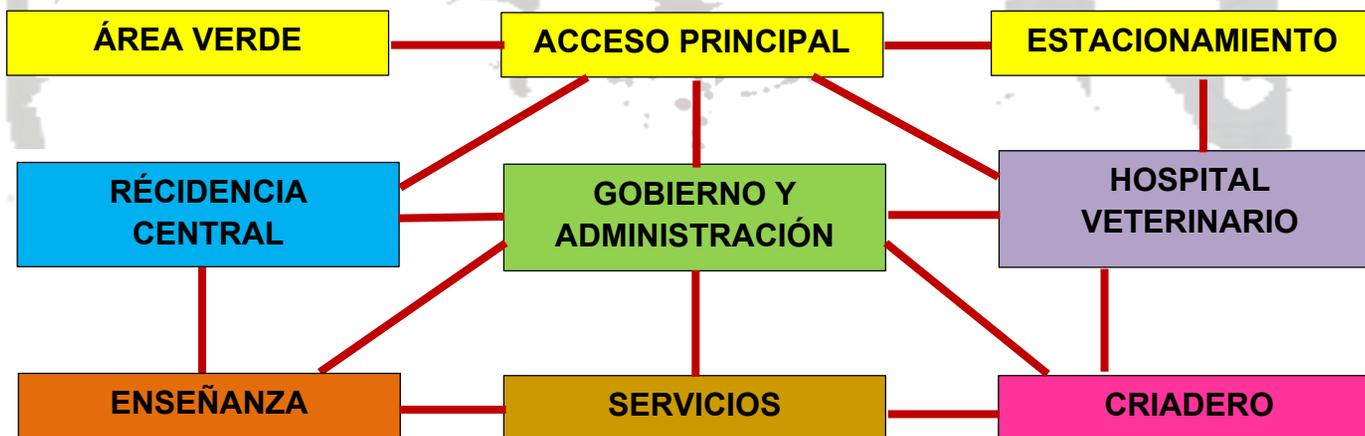 ÁREA VERDE
ACCESO PRINCIPAL
ESTACIONAMIENTO
RÉCIDENCIA
CENTRAL
GOBIERNO Y
ADMINISTRACIÓN
HOSPITAL
VETERINARIO
ENSEÑANZA
SERVICIOS
CRIADERO